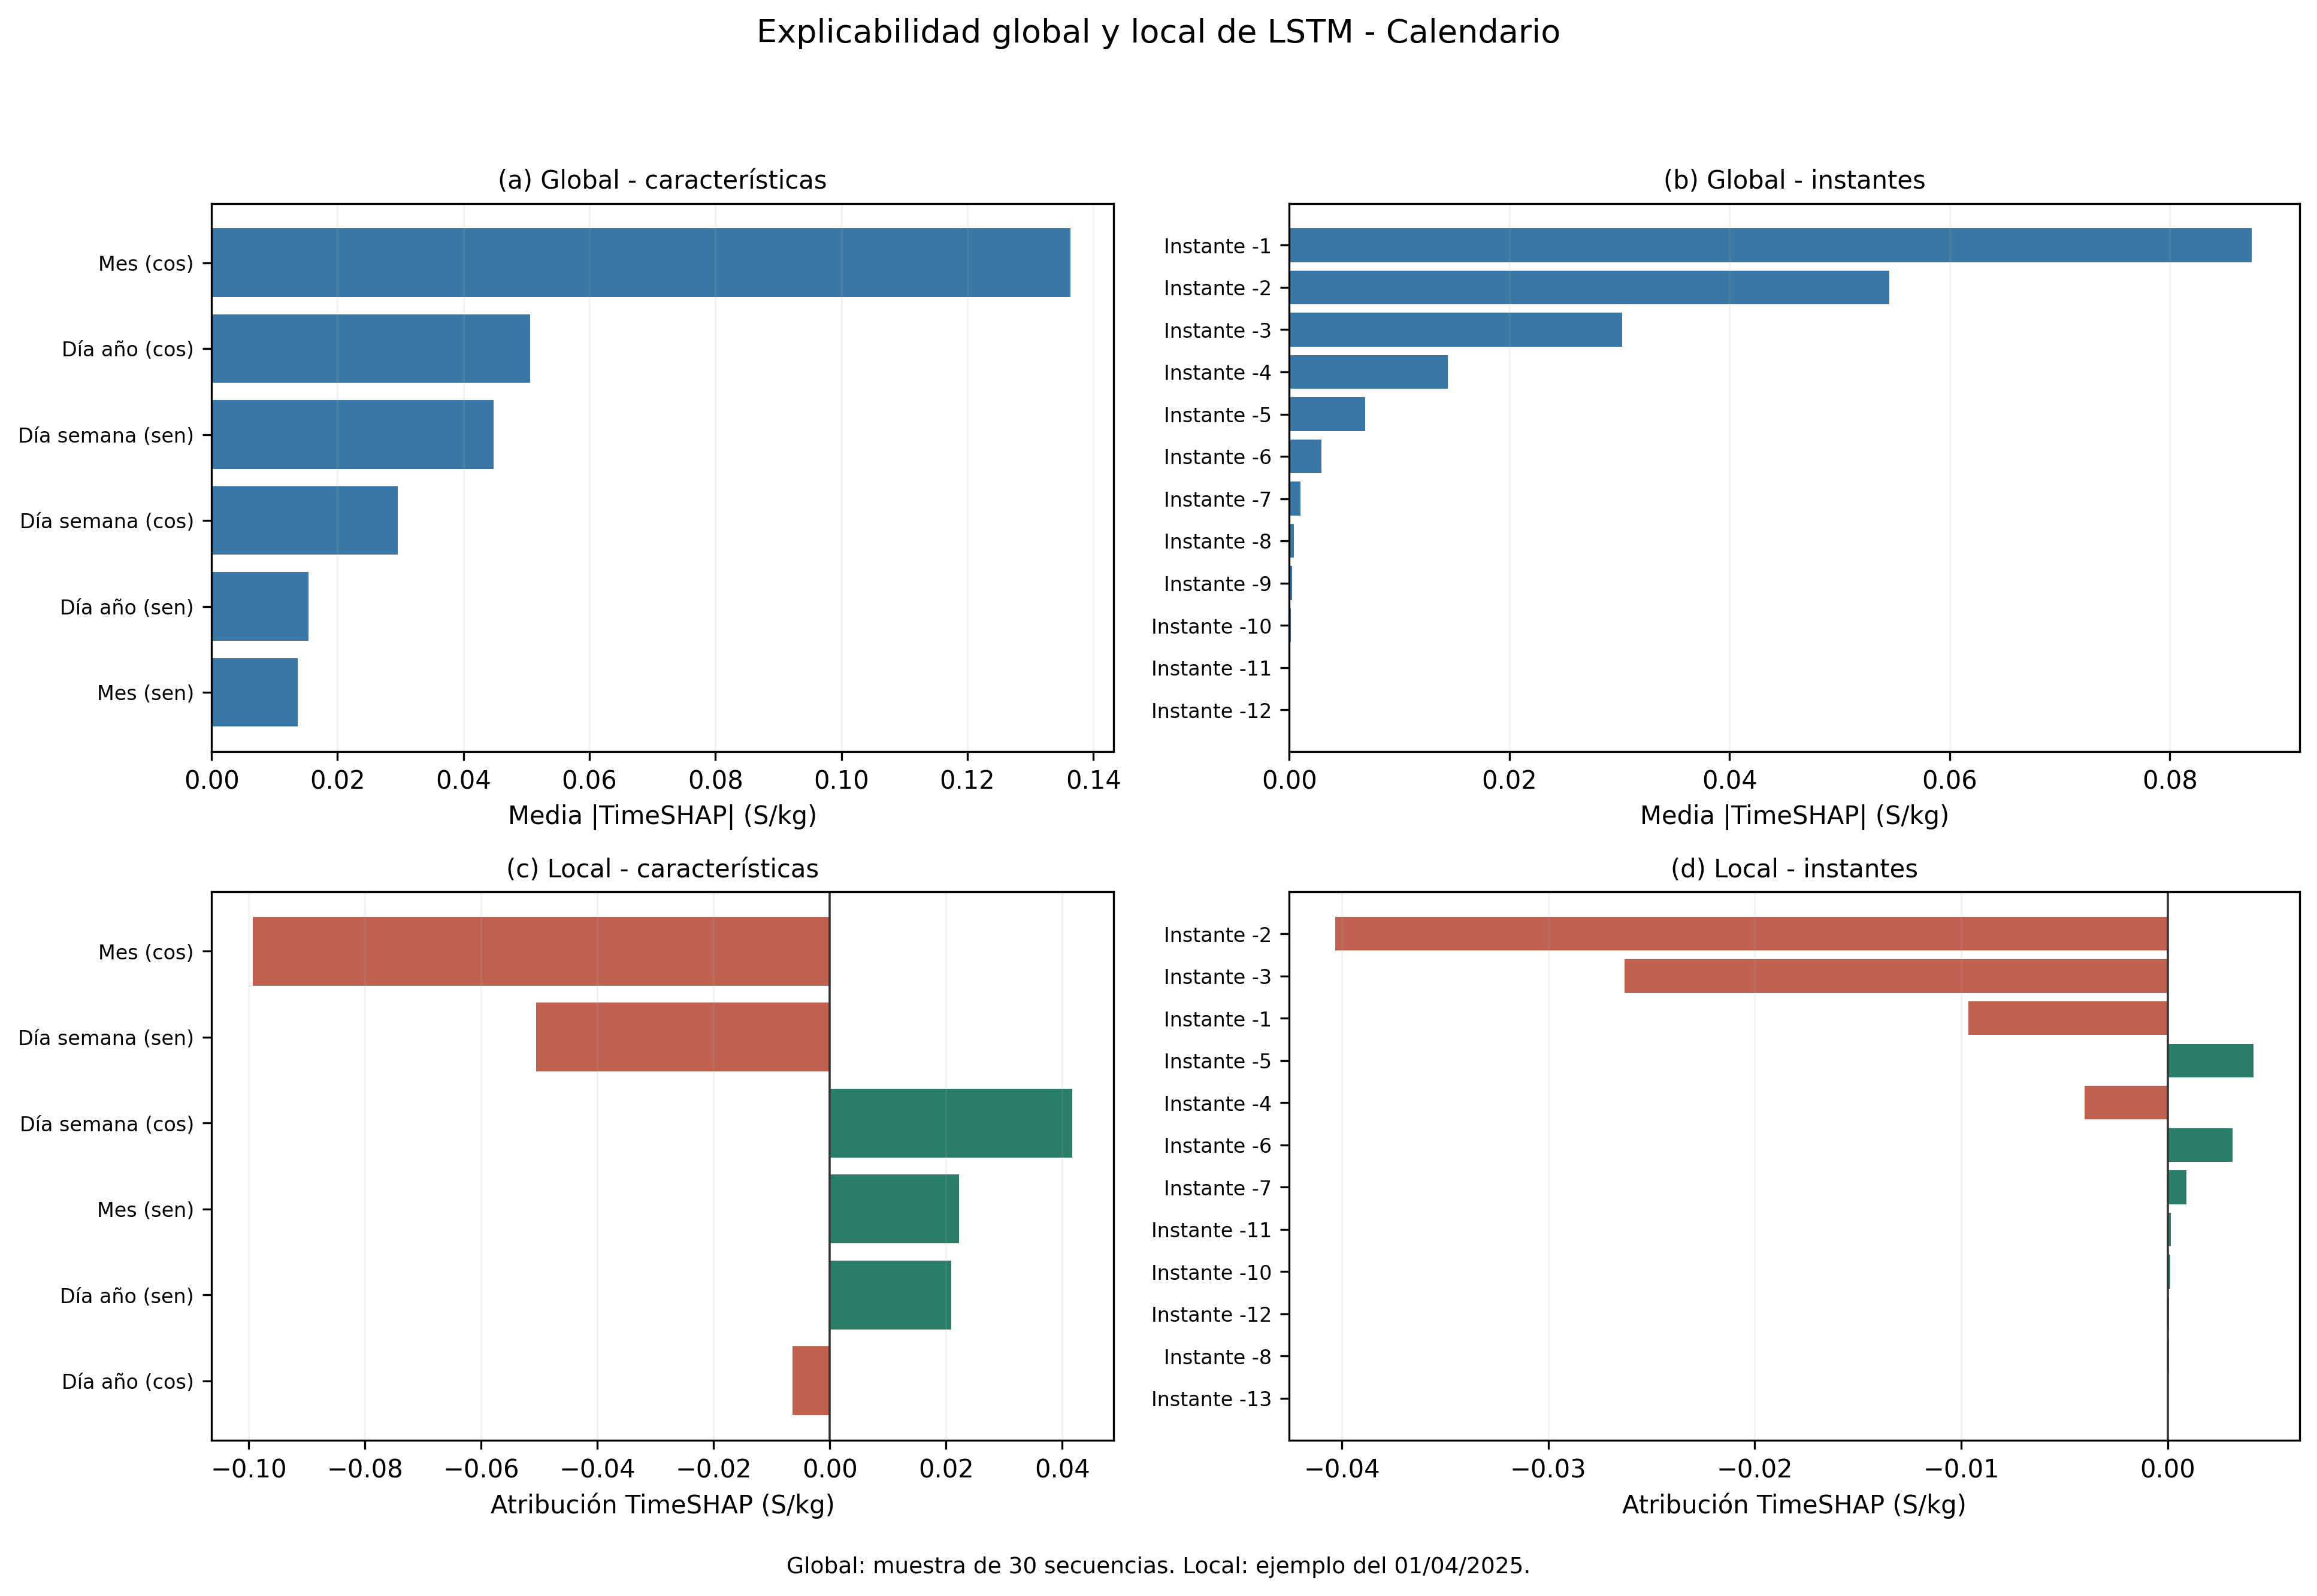 Explicabilidad global y local de LSTM - Calendario
(a) Global - características
Mes (cos)
Día año (cos)
Día semana (sen)
Día semana (cos)
Día año (sen)
Mes (sen)
0.00 0.02 0.04 0.06 0.08 0.10 0.12 0.14
Media |TimeSHAP| (S/kg)
(b) Global - instantes
Instante -1
Instante -2
Instante -3
Instante -4
Instante -5
Instante -6
Instante -7
Instante -8
Instante -9
Instante -10
Instante -11
Instante -12
0.00 0.02 0.04 0.06 0.08
Media |TimeSHAP| (S/kg)
(c) Local - características
Mes (cos)
Día semana (sen)
Día semana (cos)
Mes (sen)
Día año (sen)
Día año (cos)
−0.10 −0.08 −0.06 −0.04 −0.02 0.00 0.02 0.04
Atribución TimeSHAP (S/kg)
(d) Local - instantes
Instante -2
Instante -3
Instante -1
Instante -5
Instante -4
Instante -6
Instante -7
Instante -11
Instante -10
Instante -12
Instante -8
Instante -13
−0.04 −0.03 −0.02 −0.01 0.00
Atribución TimeSHAP (S/kg)
Global: muestra de 30 secuencias. Local: ejemplo del 01/04/2025.